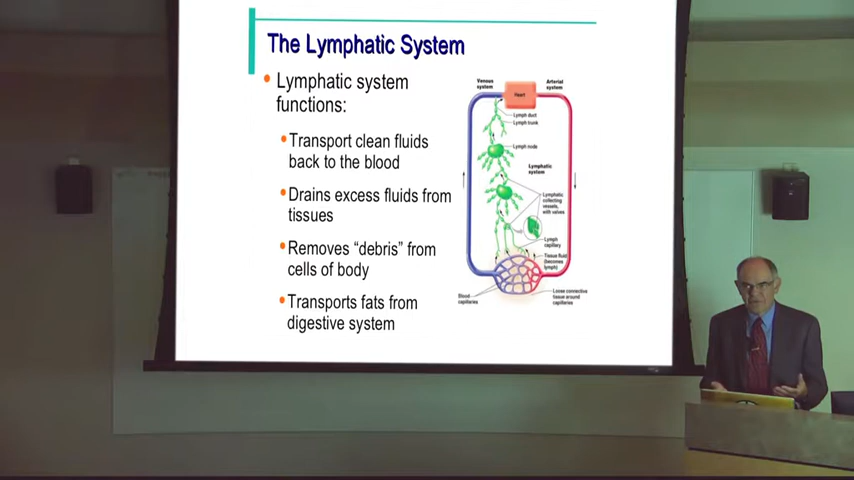 The Lymphatic System
Lymphatic system
functions:
Transport clean fluids
back to the blood
Drains excess fluids from
tissues
Removes “debris” from
cells of body
Transports fats from
digestive system
Venous
system
Arterial
system
Heart
Lymph duct
Lymph trunk
Lymph node
Lymphatic
system
Lymphatic
collecting
vessels,
with valves
Lymph
capillary
Tissue fluid
(becomes
lymph)
Blood
capillaries
Loose connective
tissue around
capillaries